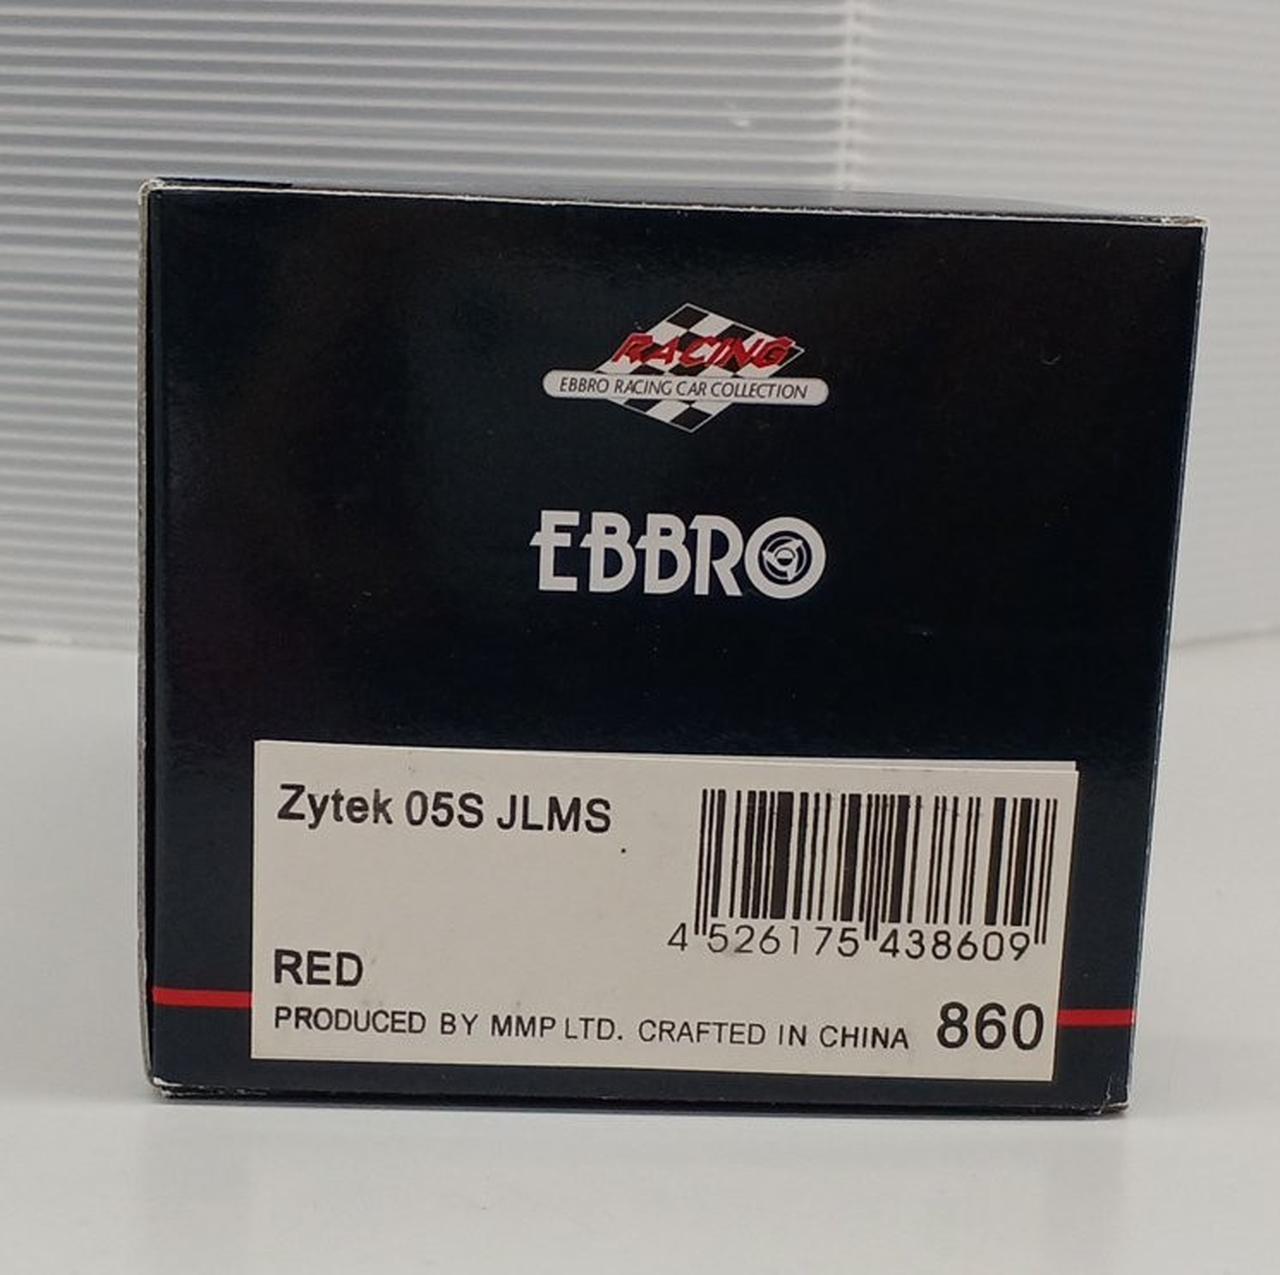 RACING
EBBRO RACING CAR COLLECTION
EBBRO
Zytek 05S JLMS
4 526175 438609
RED
PRODUCED BY MMP LTD. CRAFTED IN CHINA 860